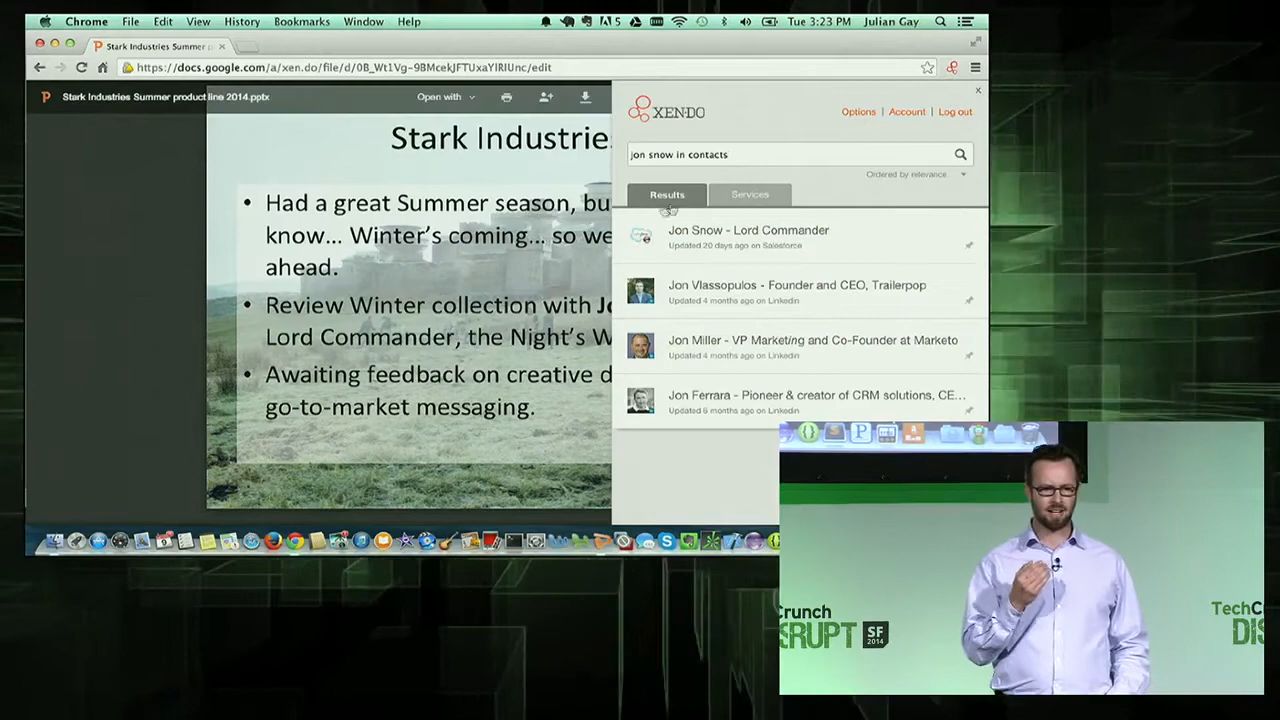 Chrome File Edit View History Bookmarks Window Help
5
Tue 3:23 PM Julian Gay
Stark Industries Summer p
https://docs.google.com/a/xen.do/file/d/0B_Wt1Vg-9BMcekJFTUxaYlRIUnc/edit
Stark Industries Summer product line 2014.pptx
Open with
Stark Industries
• Had a great Summer season, bu
know... Winter's coming... so we
ahead.
• Review Winter collection with Jo
Lord Commander, the Night's W
• Awaiting feedback on creative d
go-to-market messaging.
XENDO
Options | Account | Log out
jon snow in contacts
Ordered by relevance
Results
Services
Jon Snow - Lord Commander
Updated 20 days ago on Salesforce
Jon Vlassopulos - Founder and CEO, Trailerpop
Updated 4 months ago on Linkedin
Jon Miller - VP Marketing and Co-Founder at Marketo
Updated 4 months ago on Linkedin
Jon Ferrara - Pioneer & creator of CRM solutions, CE...
Updated 6 months ago on Linkedin
Crunch
SRUPT SF
2014
TechC
DIS